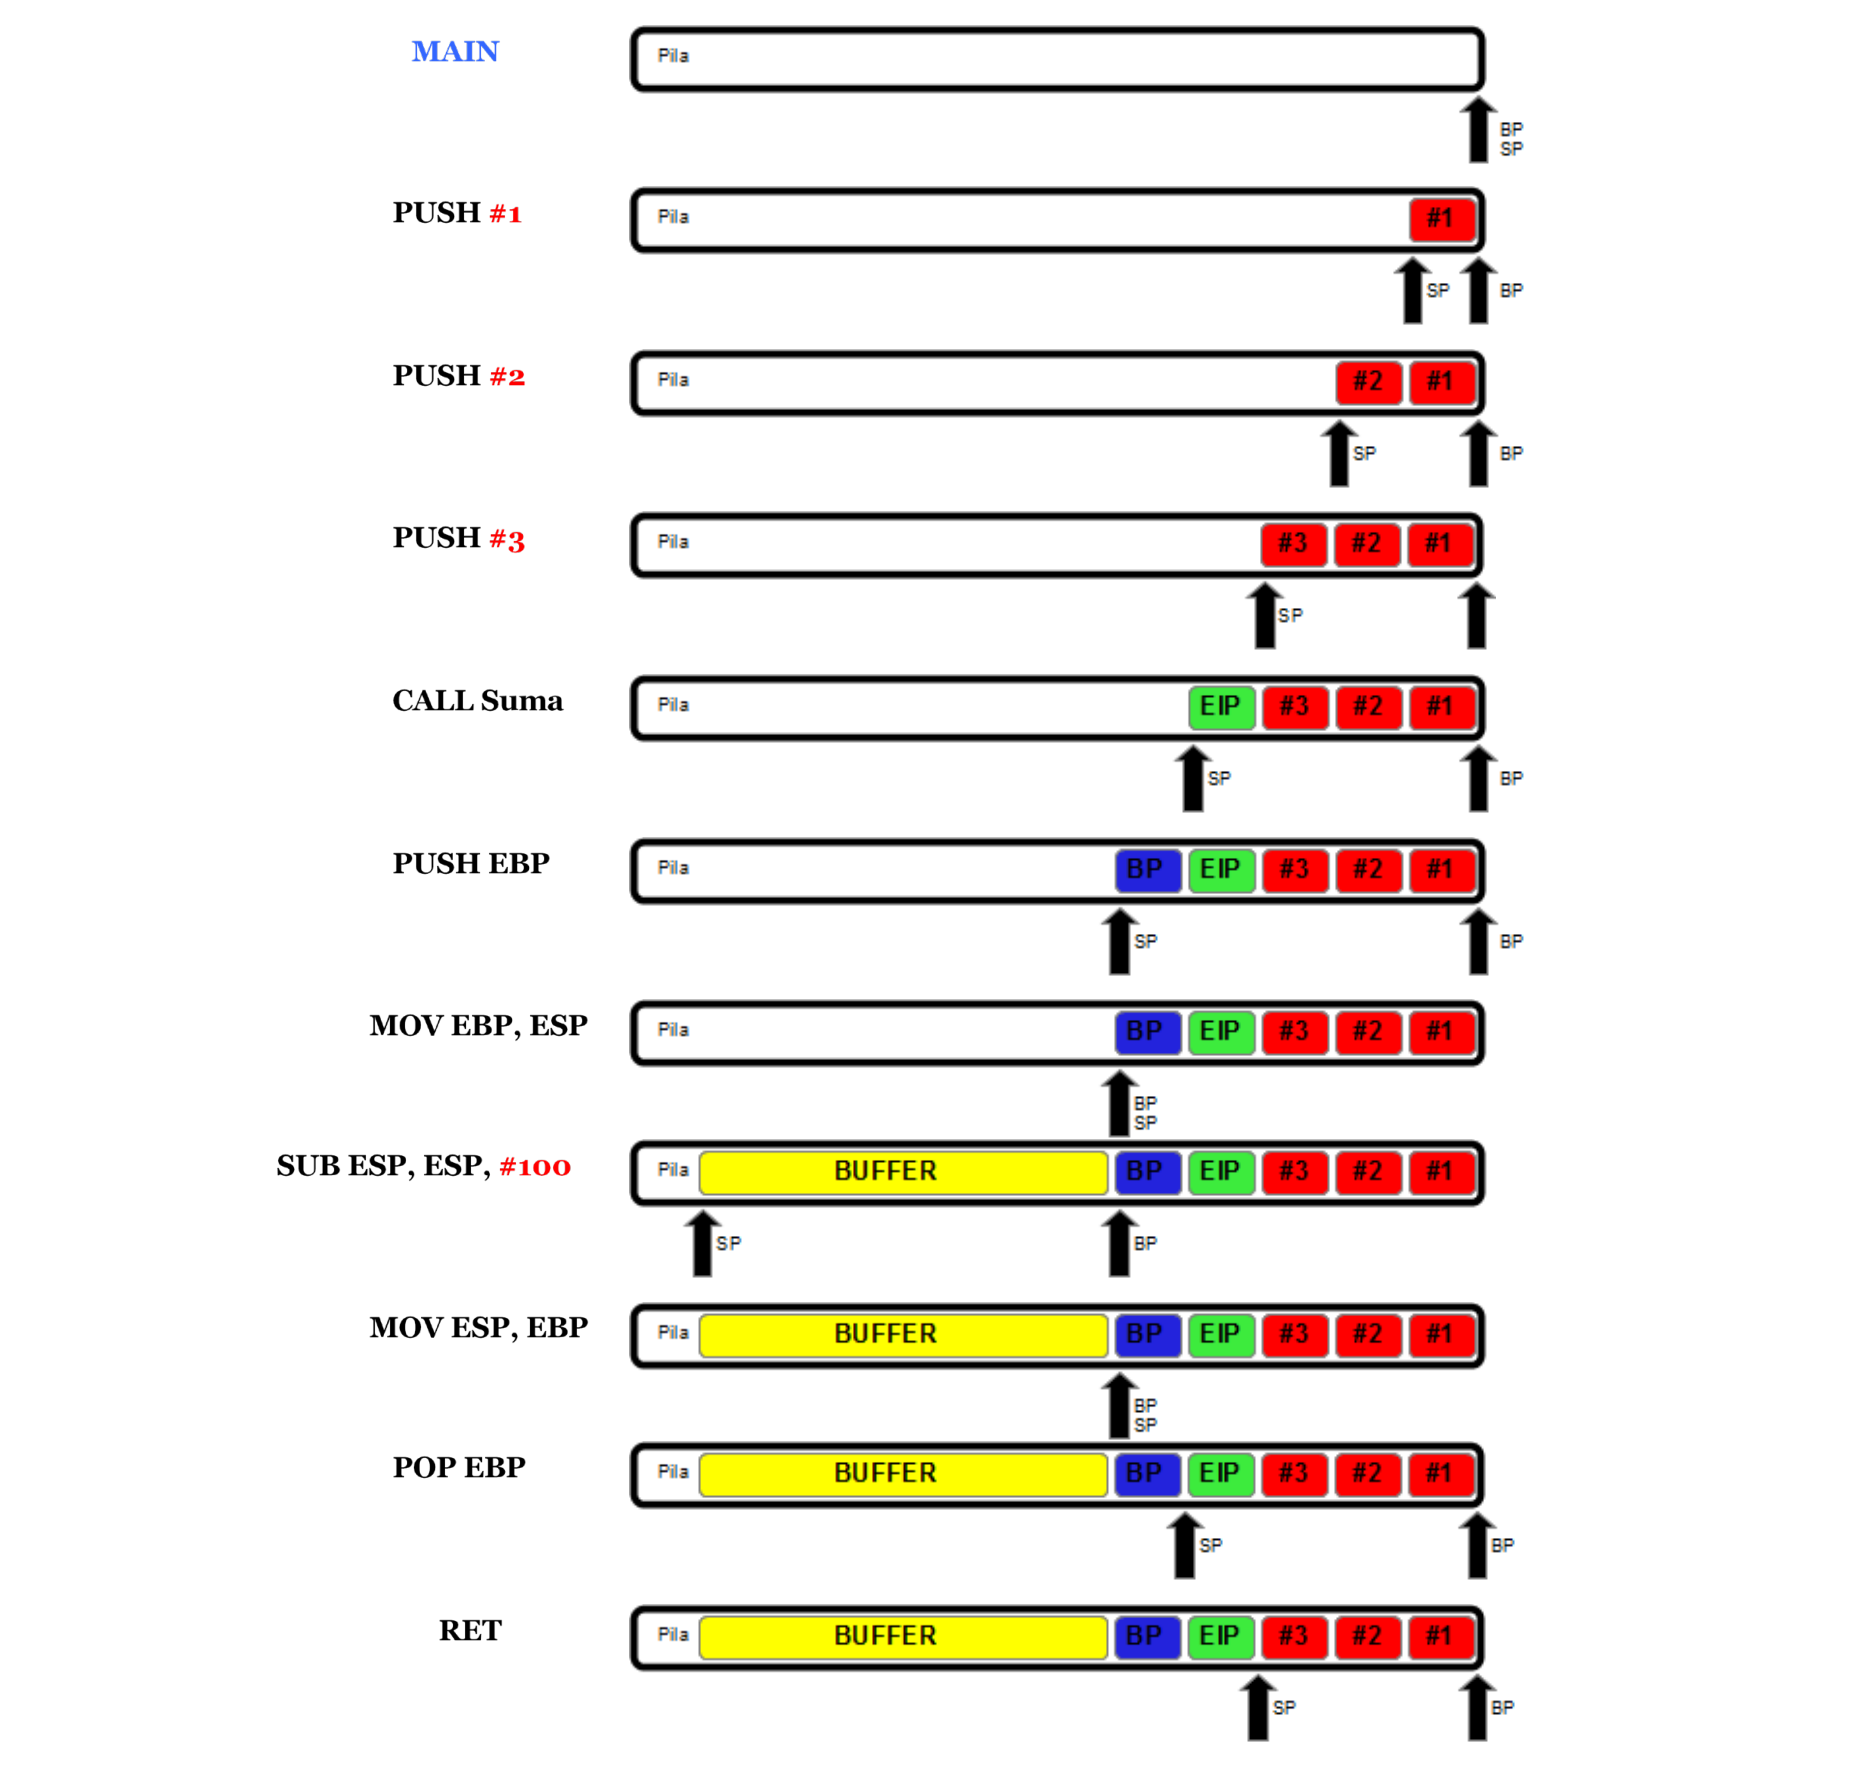 MAIN
Pila
BP
SP
PUSH #1
Pila #1
SP BP
PUSH #2
Pila #2 #1
SP BP
PUSH #3
Pila #3 #2 #1
SP
CALL Suma
Pila EIP #3 #2 #1
SP BP
PUSH EBP
Pila BP EIP #3 #2 #1
SP BP
MOV EBP, ESP
Pila BP EIP #3 #2 #1
BP
SP
SUB ESP, ESP, #100
Pila BUFFER BP EIP #3 #2 #1
SP BP
MOV ESP, EBP
Pila BUFFER BP EIP #3 #2 #1
BP
SP
POP EBP
Pila BUFFER BP EIP #3 #2 #1
SP BP
RET
Pila BUFFER BP EIP #3 #2 #1
SP BP